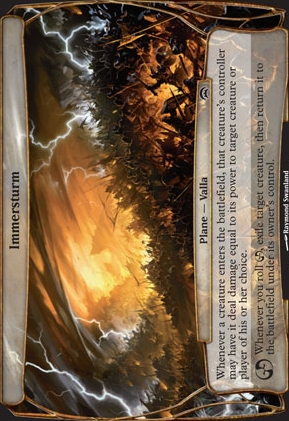 Immersturm
Plane — Valla
Whenever a creature enters the battlefield, that creature's controller
may have it deal damage equal to its power to target creature or
player of his or her choice.
Whenever you roll , exile target creature, then return it to
the battlefield under its owner's control.
Raymond Swanland